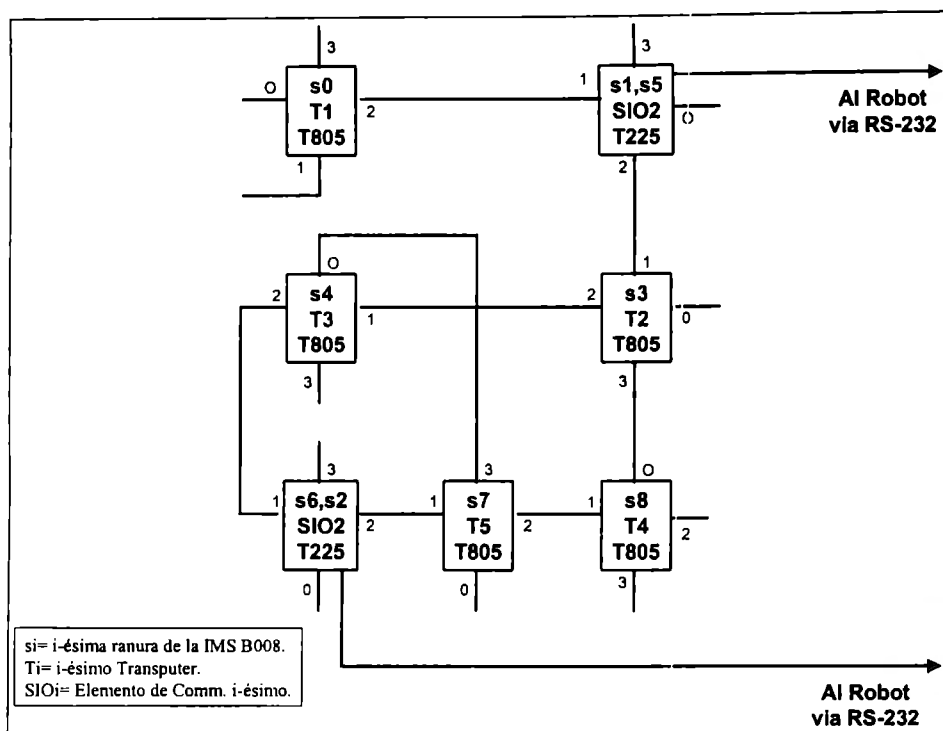 3
s0
T1
T805
O
2
1
3
s1,s5
SIO2
T225
1
O
2
Al Robot
via RS-232
O
s4
T3
T805
2
1
3
1
s3
T2
T805
2
0
3
3
s6,s2
SIO2
T225
1
2
0
3
s7
T5
T805
1
2
0
O
s8
T4
T805
1
2
3
Al Robot
via RS-232
si= i-ésima ranura de la IMS B008.
Ti= i-ésimo Transputer.
SIOi= Elemento de Comm. i-ésimo.